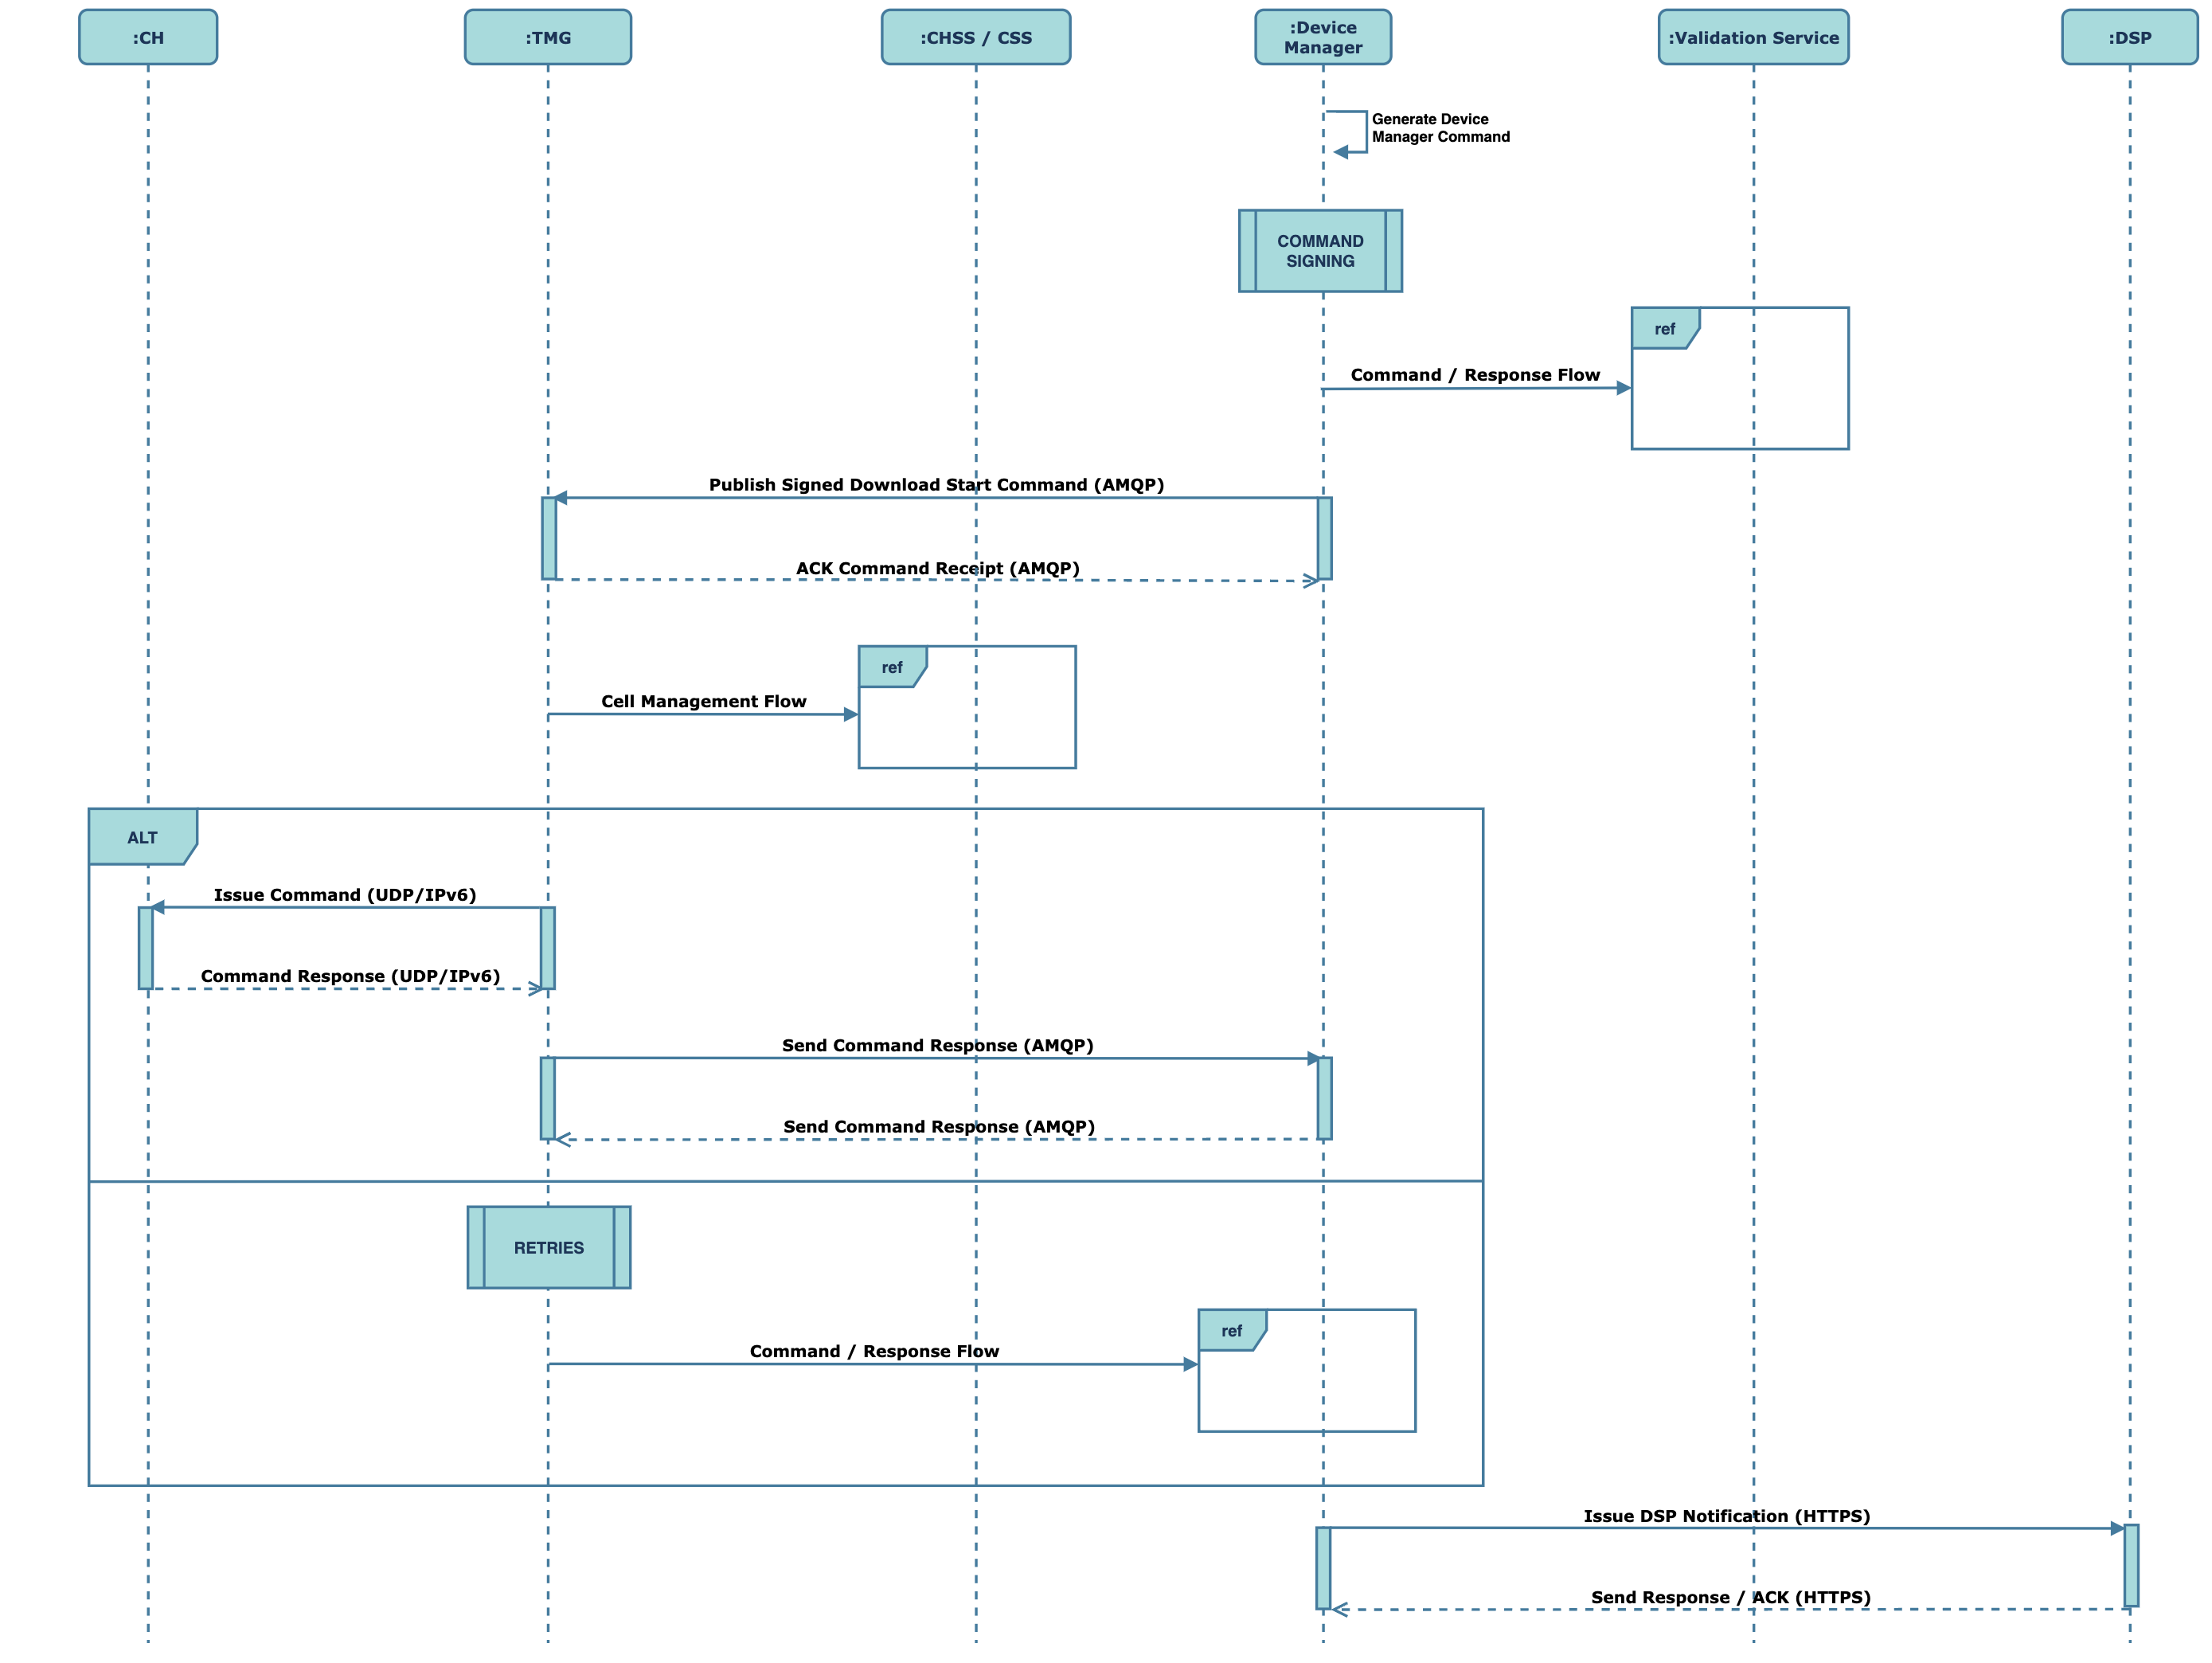 :CH
:TMG
:CHSS / CSS
:Device
Manager
:Validation Service
:DSP
Generate Device
Manager Command
COMMAND
SIGNING
ref
Command / Response Flow
Publish Signed Download Start Command (AMQP)
ACK Command Receipt (AMQP)
ref
Cell Management Flow
ALT
Issue Command (UDP/IPv6)
Command Response (UDP/IPv6)
Send Command Response (AMQP)
Send Command Response (AMQP)
RETRIES
ref
Command / Response Flow
Issue DSP Notification (HTTPS)
Send Response / ACK (HTTPS)